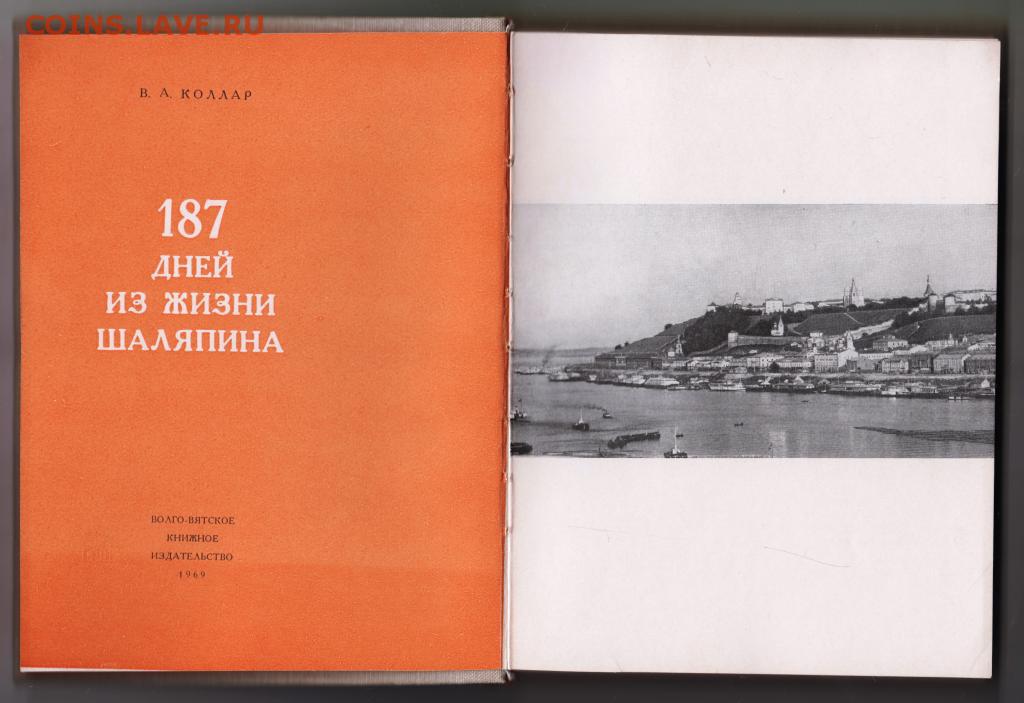 COINS.LAVE.RU
В. А. КОЛЛАР
187
ДНЕЙ
ИЗ ЖИЗНИ
ШАЛЯПИНА
ВОЛГО-ВЯТСКОЕ
КНИЖНОЕ
ИЗДАТЕЛЬСТВО
1969